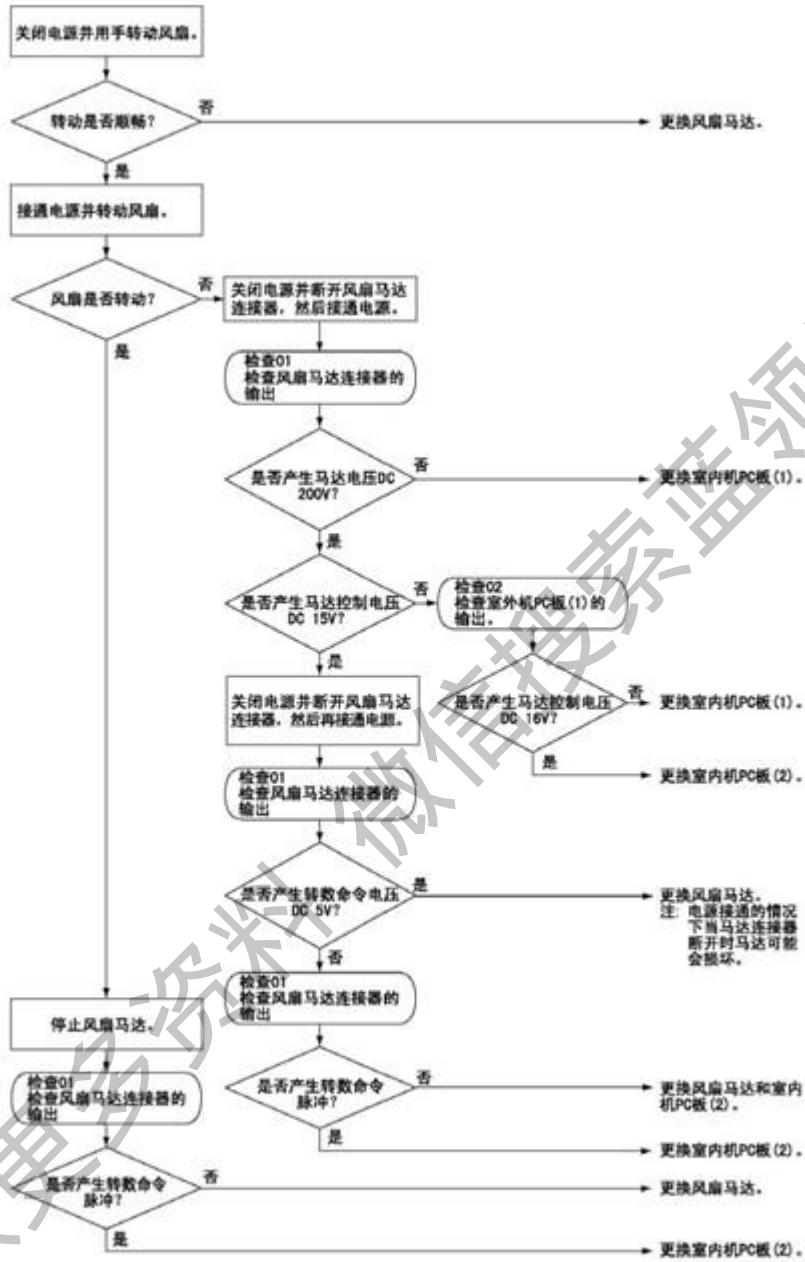 关闭电源并用手转动风扇。
转动是否顺畅?
否
更换风扇马达。
是
接通电源并转动风扇。
风扇是否转动?
否
关闭电源并断开风扇马达
连接器，然后接通电源。
是
检查01
检查风扇马达连接器的
输出
是否产生马达电压DC
200V?
否
更换室内机PC板(1)。
是
是否产生马达控制电压
DC 15V?
否
检查02
检查室外机PC板(1)的
输出。
是
关闭电源并断开风扇马达
连接器，然后再接通电源。
是否产生马达控制电压
DC 16V?
否
更换室内机PC板(1)。
是
更换室内机PC板(2)。
检查01
检查风扇马达连接器的
输出
是否产生转数命令电压
DC 5V?
是
更换风扇马达。
注: 电源接通的情况
下当马达连接器
断开时马达可能
会损坏。
否
检查01
检查风扇马达连接器的
输出
停止风扇马达。
是否产生转数命令
脉冲?
否
更换风扇马达和室内
机PC板(2)。
是
更换室内机PC板(2)。
检查01
检查风扇马达连接器的
输出
是否产生转数命令
脉冲?
否
更换风扇马达。
是
更换室内机PC板(2)。
更多资料 微信搜索蓝领